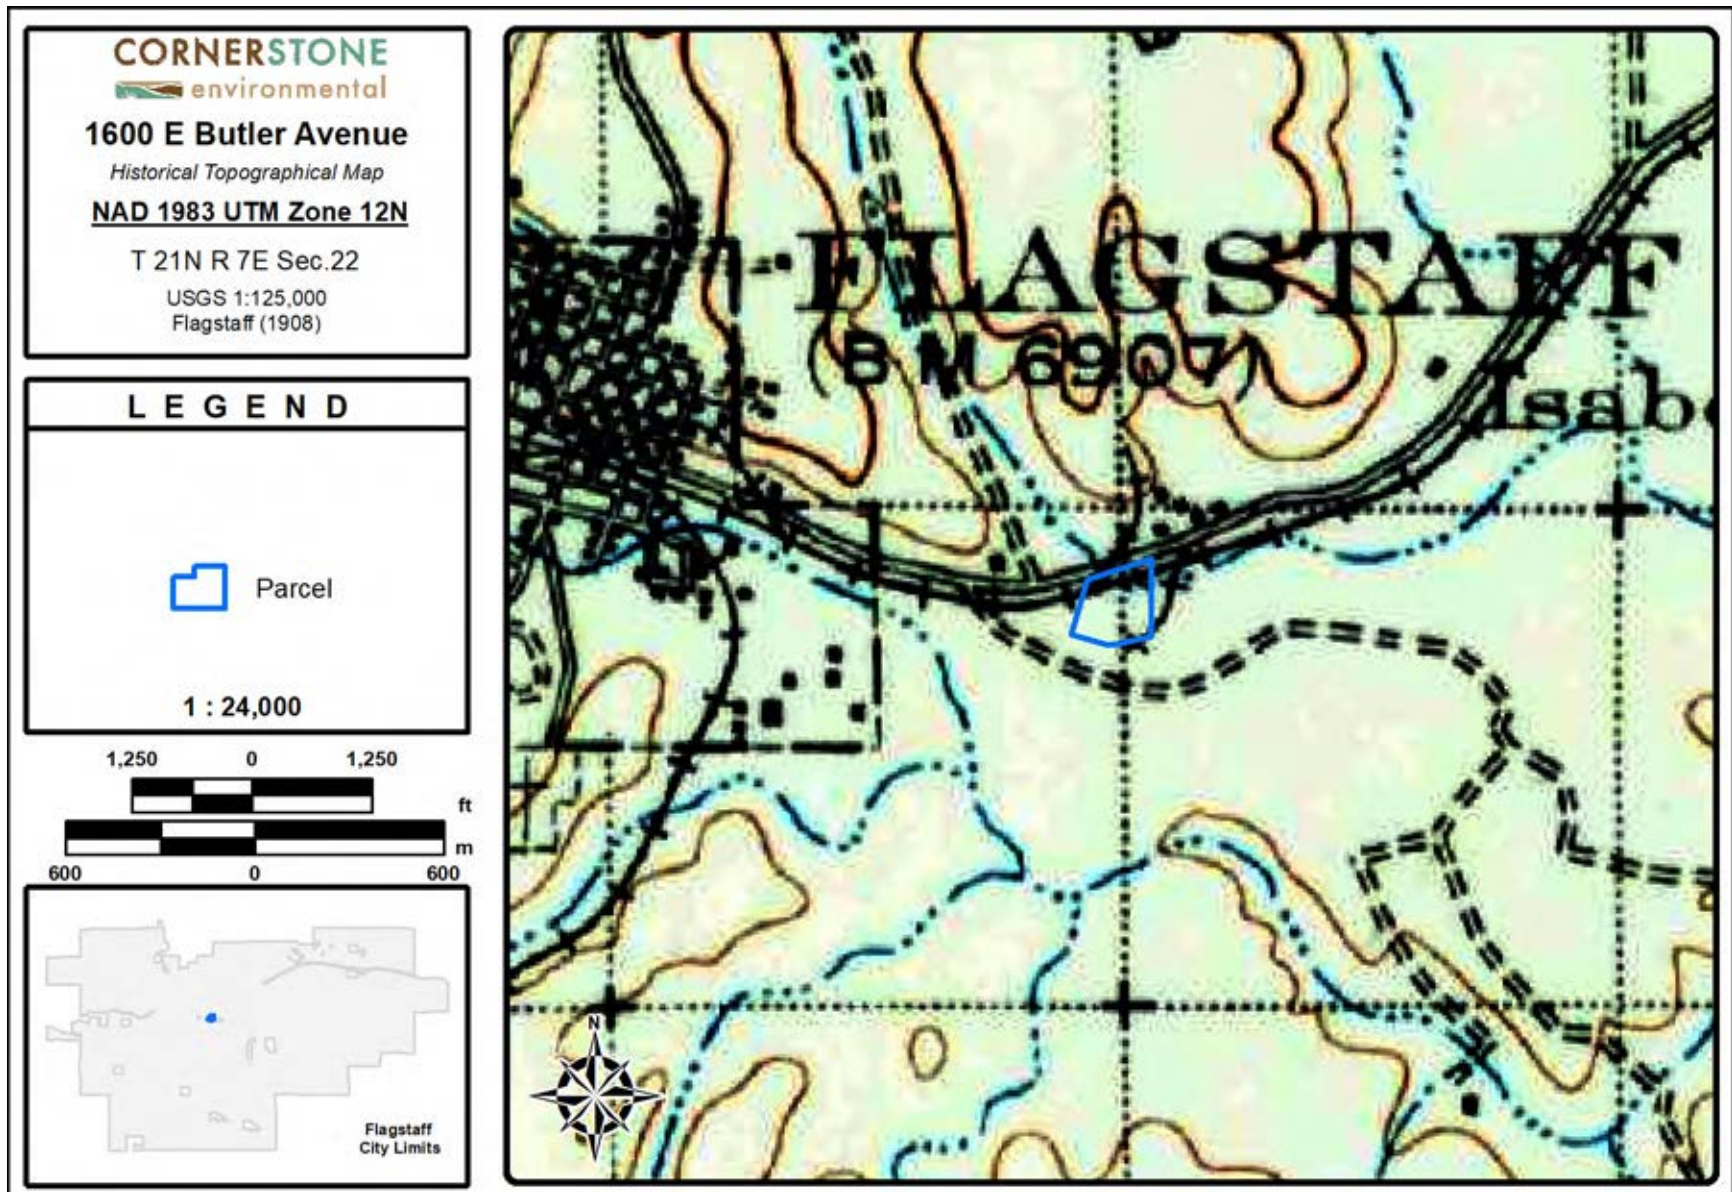 CORNERSTONE
environmental
1600 E Butler Avenue
Historical Topographical Map
NAD 1983 UTM Zone 12N
T 21N R 7E Sec.22
USGS 1:125,000
Flagstaff (1908)
LEGEND
Parcel
1 : 24,000
1,250 0 1,250
ft
m
600 0 600
Flagstaff
City Limits
FLAGSTAFF
B M 6907
Isab
N